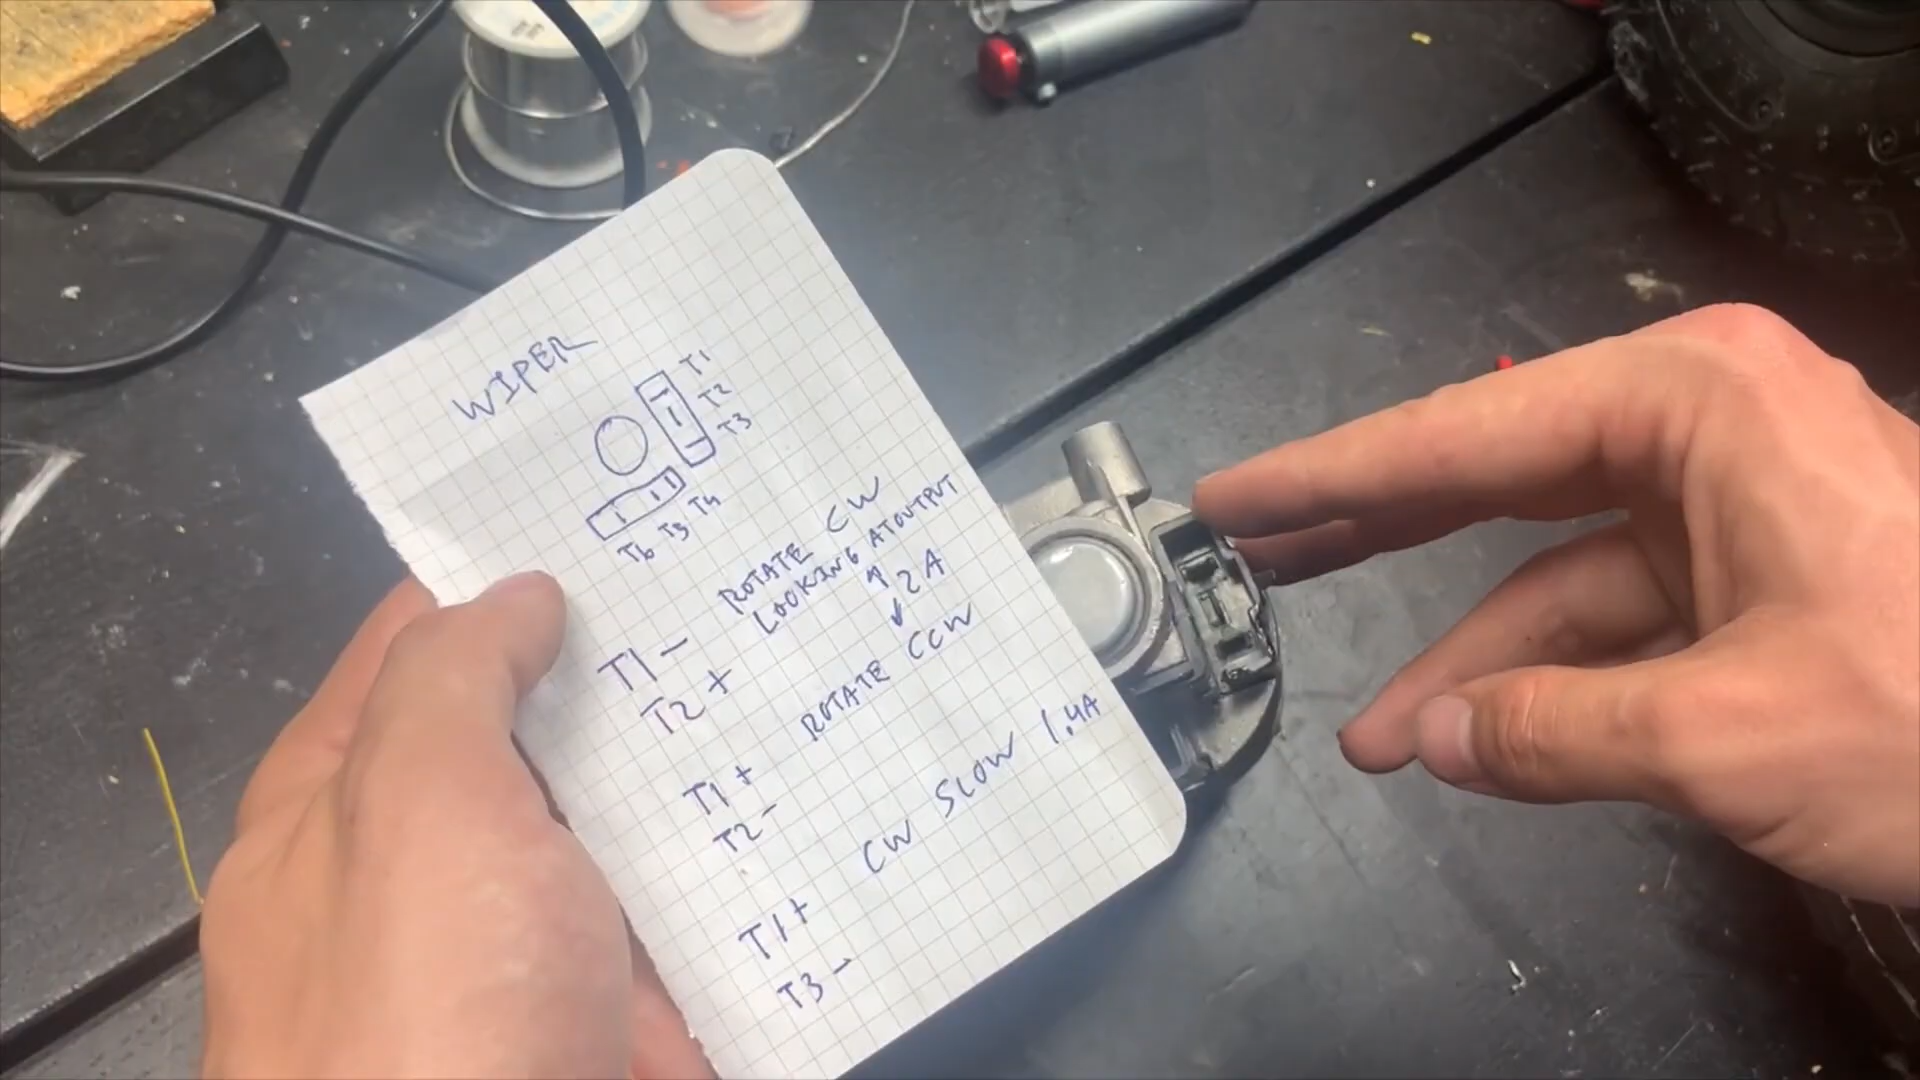 WIPER
T1
T2
T3
T6 T5 T4
ROTATE CW
LOOKING AT OUTPUT
T1 -
T2 +
2A
ROTATE CCW
T1 +
T2 -
CW SLOW 1.4A
T1 +
T3 -